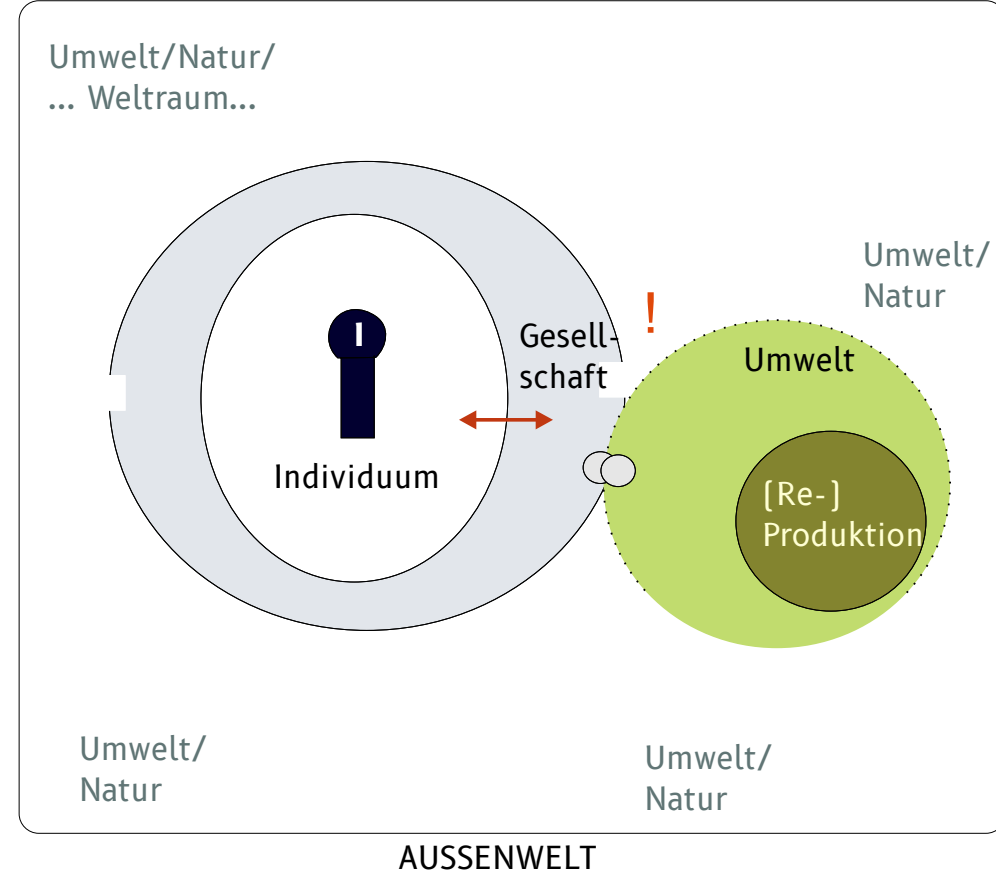 Umwelt/Natur/
... Weltraum...
Umwelt/
Natur
!
Gesell-
schaft
Umwelt
I
Individuum
(Re-)
Produktion
Umwelt/
Natur
Umwelt/
Natur
AUSSENWELT